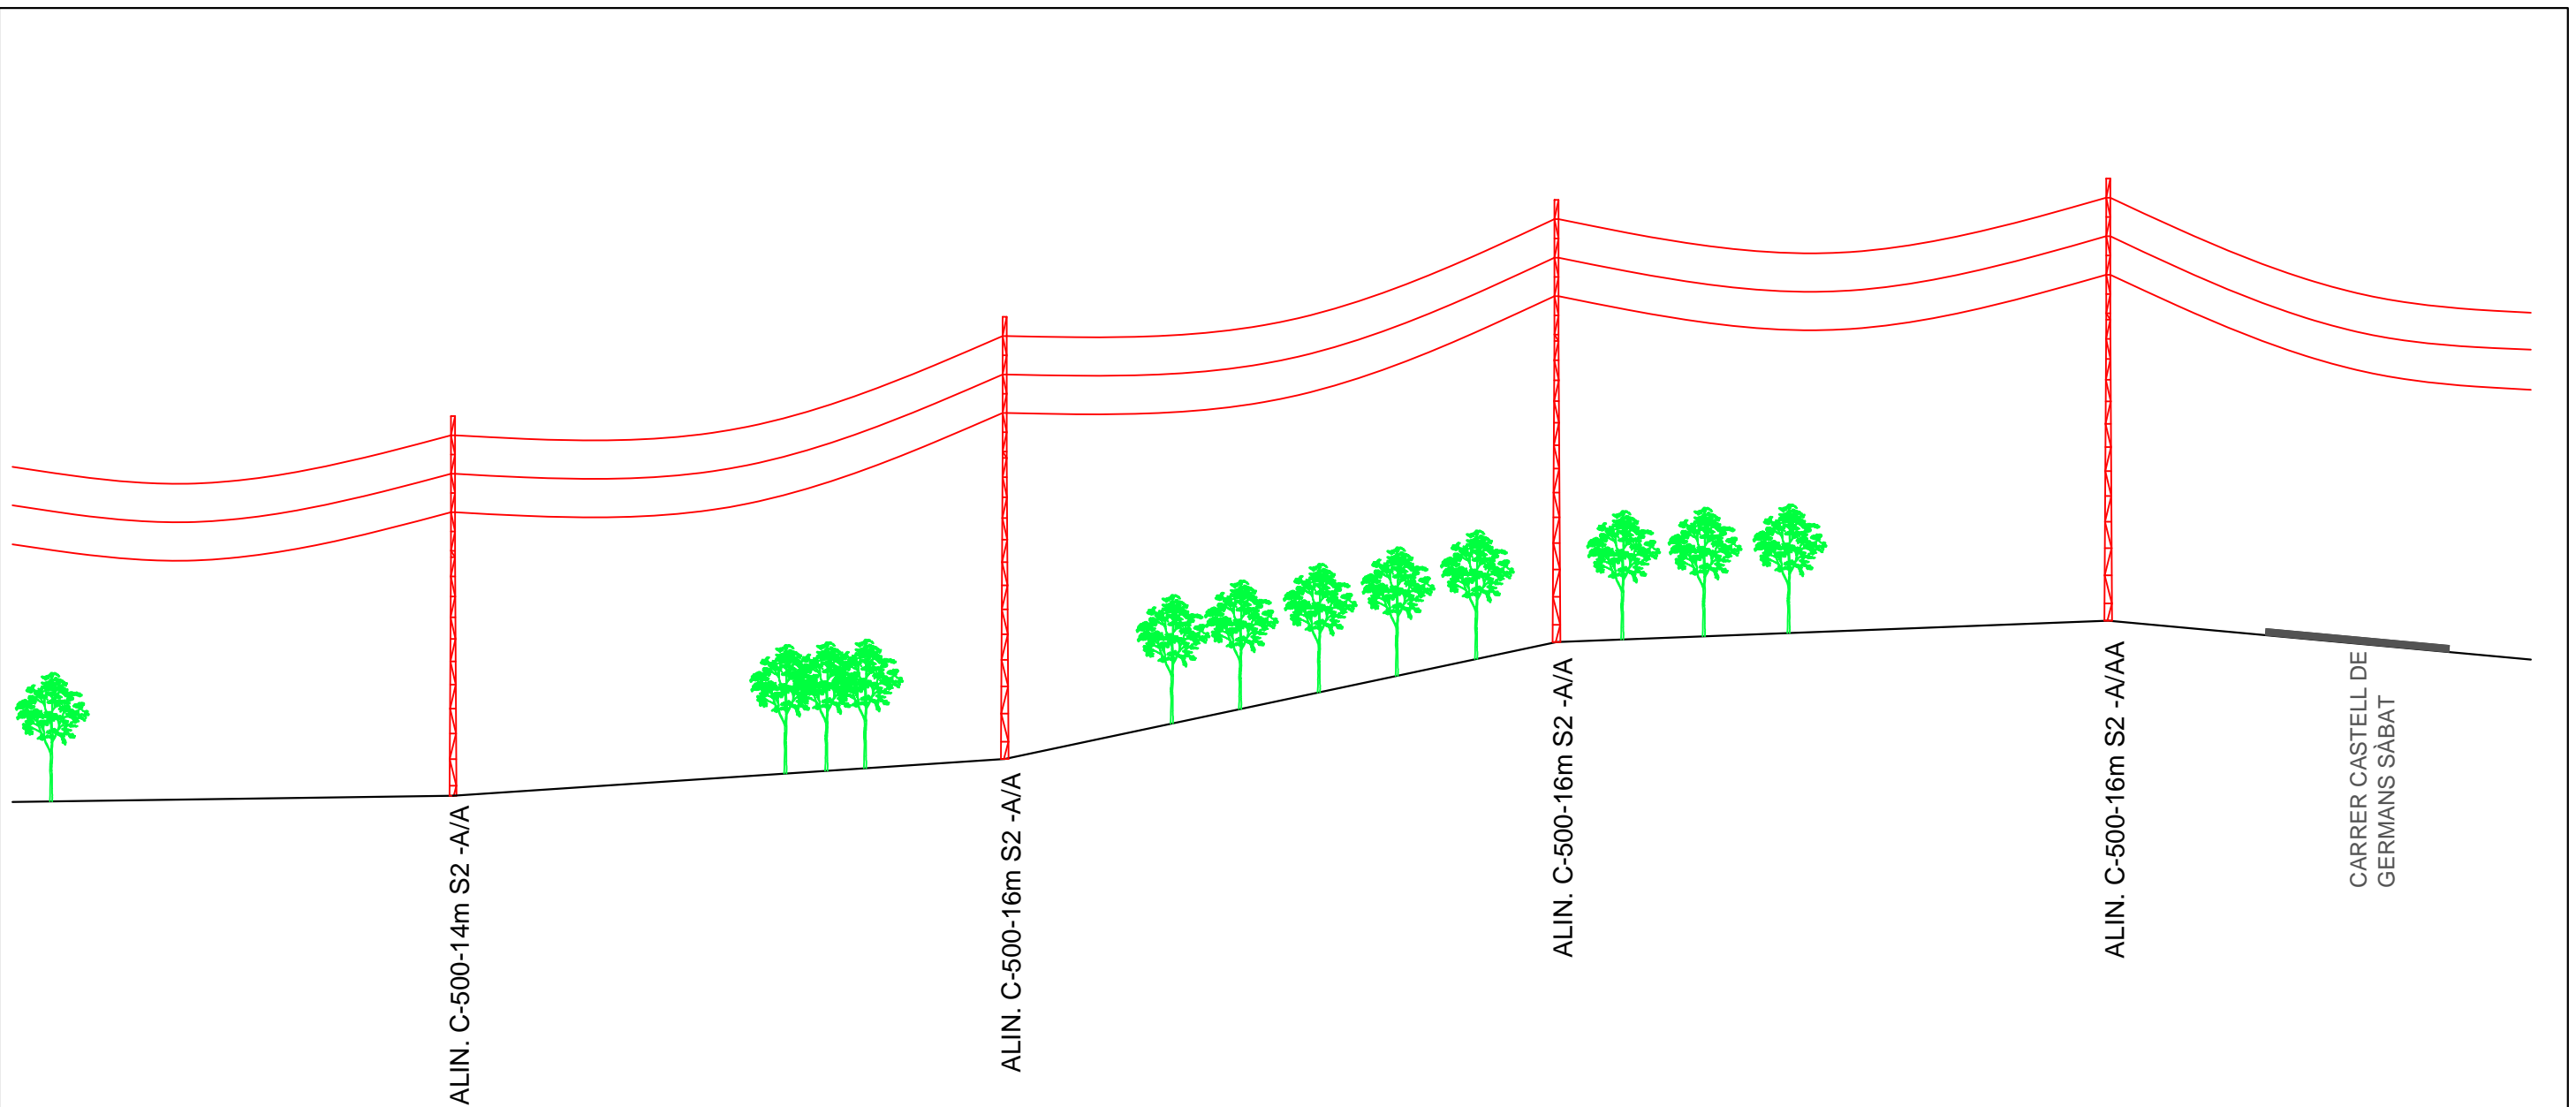 ALIN. C-500-14m S2 -A/A
ALIN. C-500-16m S2 -A/A
ALIN. C-500-16m S2 -A/A
ALIN. C-500-16m S2 -A/AA
CARRER CASTELL DE
GERMANS SÀBAT